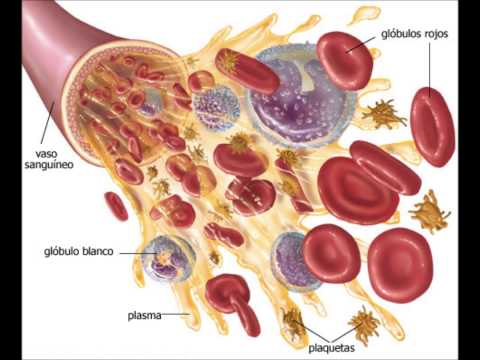 glóbulos rojos
vaso
sanguíneo
glóbulo blanco
plasma
plaquetas